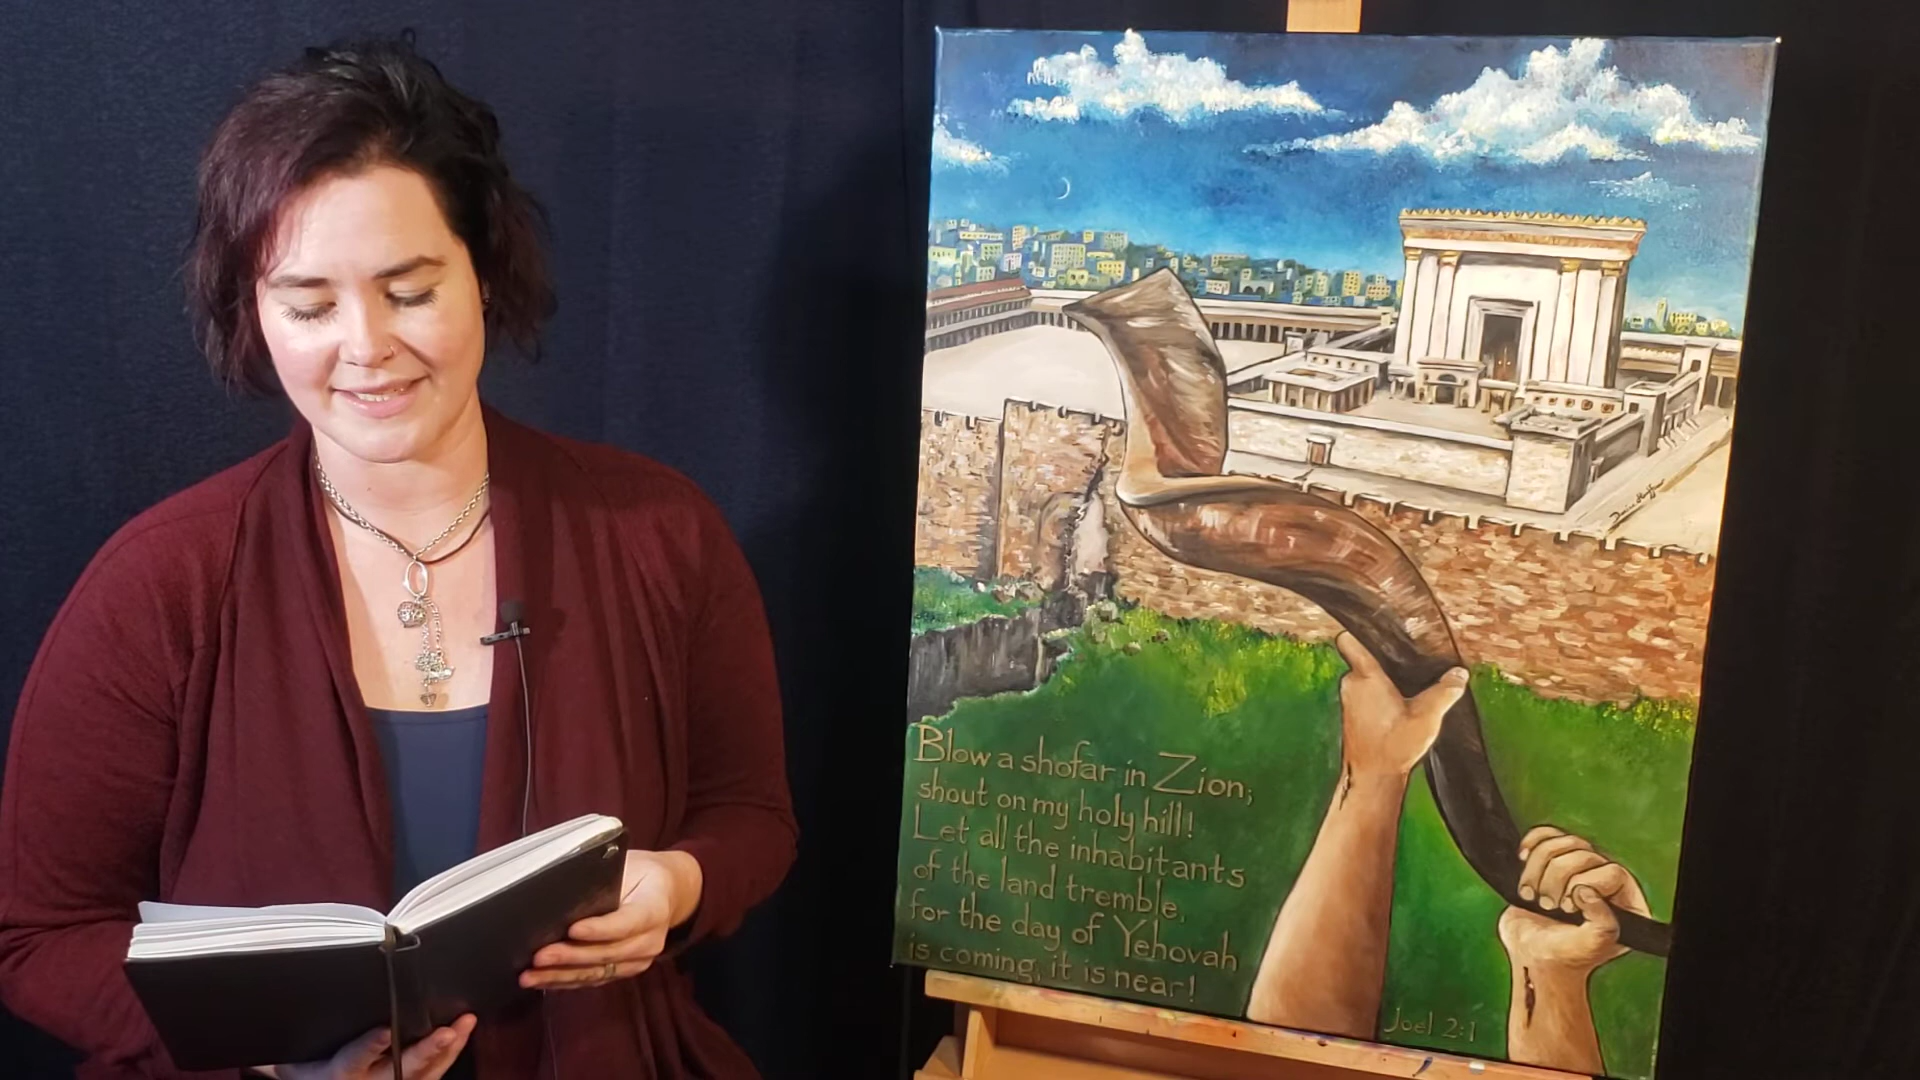 Blow a shofar in Zion;
shout on my holy hill!
Let all the inhabitants
of the land tremble,
for the day of Yehovah
is coming, it is near!
Joel 2:1